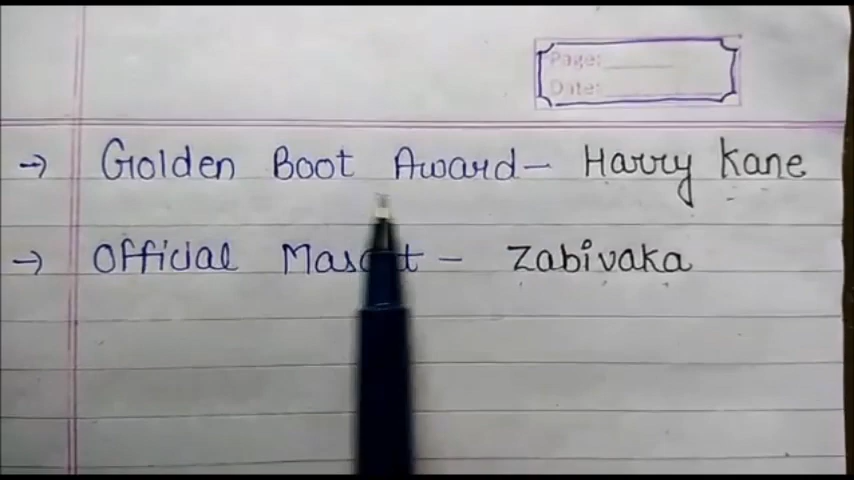 Page:
Date:
→ Golden Boot Award- Harry Kane
→ Official Mascot - Zabivaka